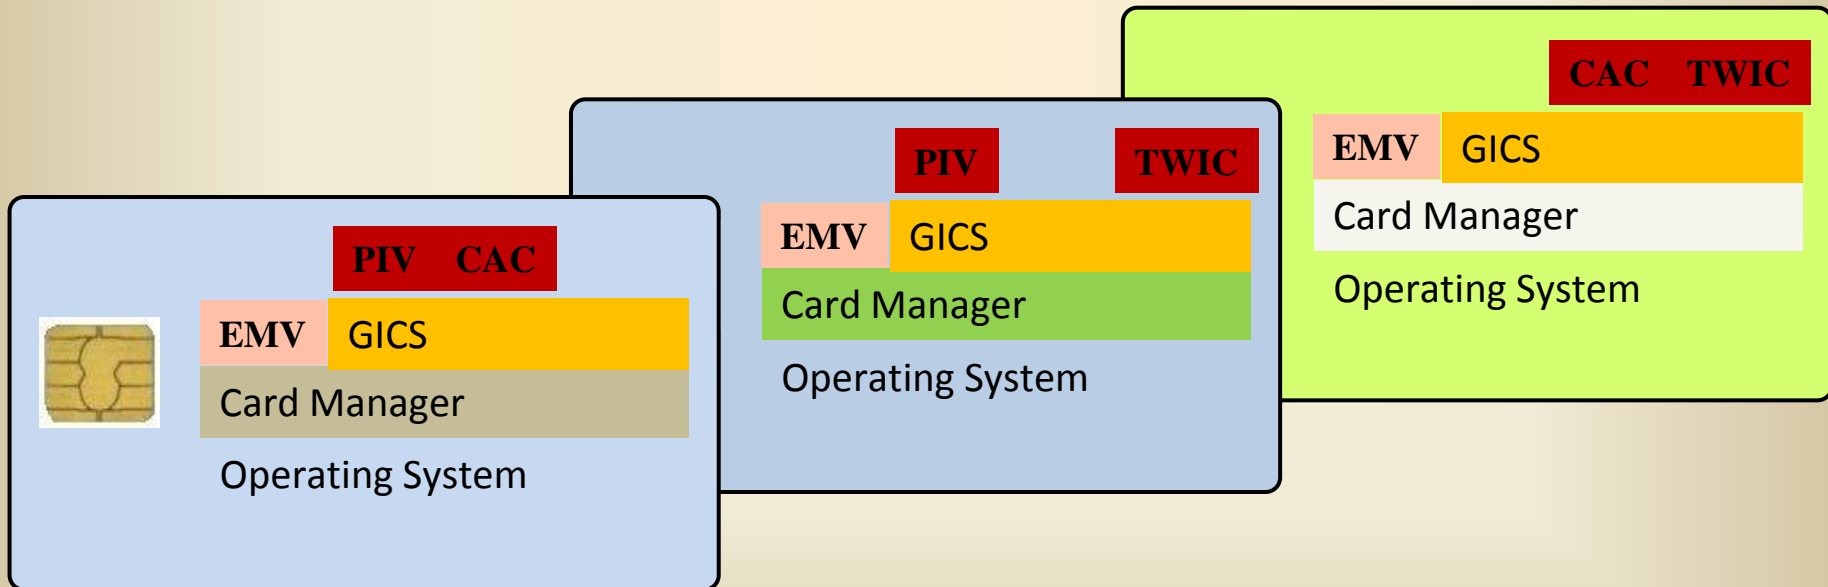 PIV CAC
EMV GICS
Card Manager
Operating System
PIV TWIC
EMV GICS
Card Manager
Operating System
CAC TWIC
EMV GICS
Card Manager
Operating System